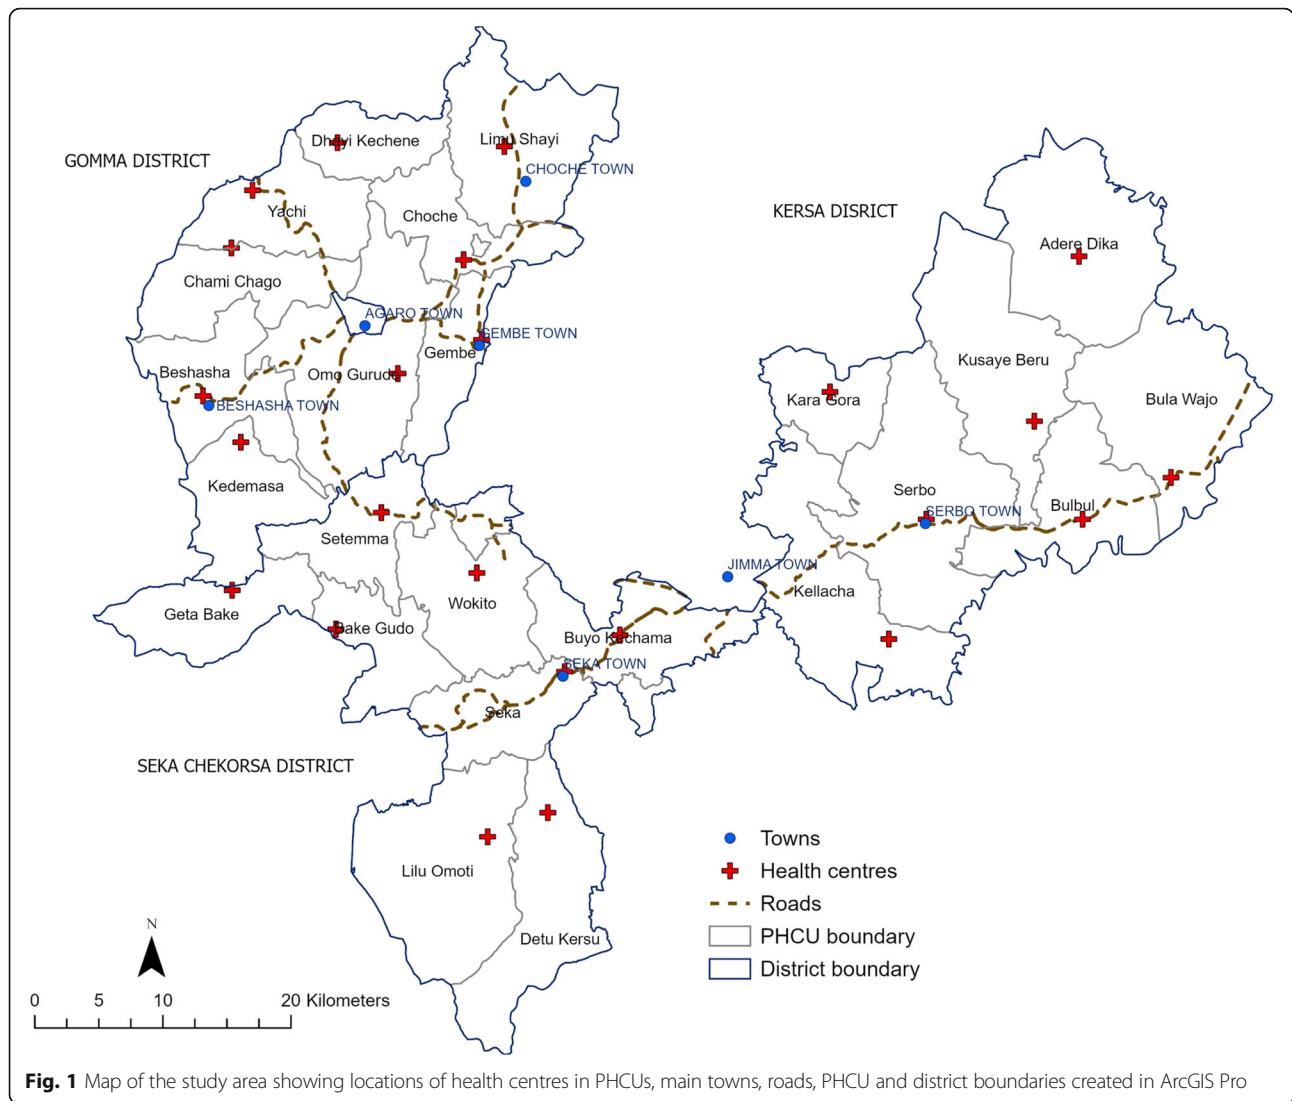 Dhayi Kechene
Limu Shayi
GOMMA DISTRICT
CHOCHE TOWN
Yachi
Choche
KERSA DISRICT
Adere Dika
Chami Chago
AGARO TOWN
GEMBE TOWN
Gembe
Kusaye Beru
Beshasha
Omo Gurude
Kara Gora
Bula Wajo
BESHASHA TOWN
Kedemasa
Serbo
Bulbul
SERBO TOWN
Setemma
JIMMA TOWN
Kellacha
Geta Bake
Wokito
Bake Gudo
Buyo Kechama
SEKA TOWN
Seka
SEKA CHEKORSA DISTRICT
Lilu Omoti
Detu Kersu
Towns
Health centres
Roads
PHCU boundary
District boundary
N
0 5 10 20 Kilometers
Fig. 1 Map of the study area showing locations of health centres in PHCUs, main towns, roads, PHCU and district boundaries created in ArcGIS Pro